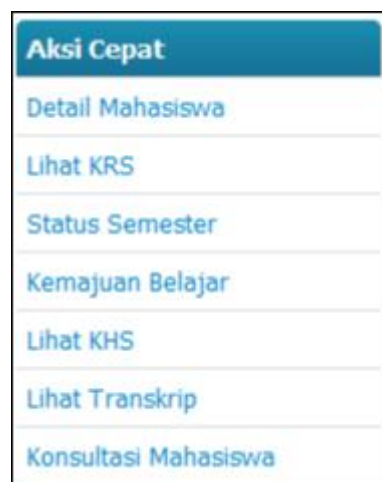 Aksi Cepat
Detail Mahasiswa
Lihat KRS
Status Semester
Kemajuan Belajar
Lihat KHS
Lihat Transkrip
Konsultasi Mahasiswa